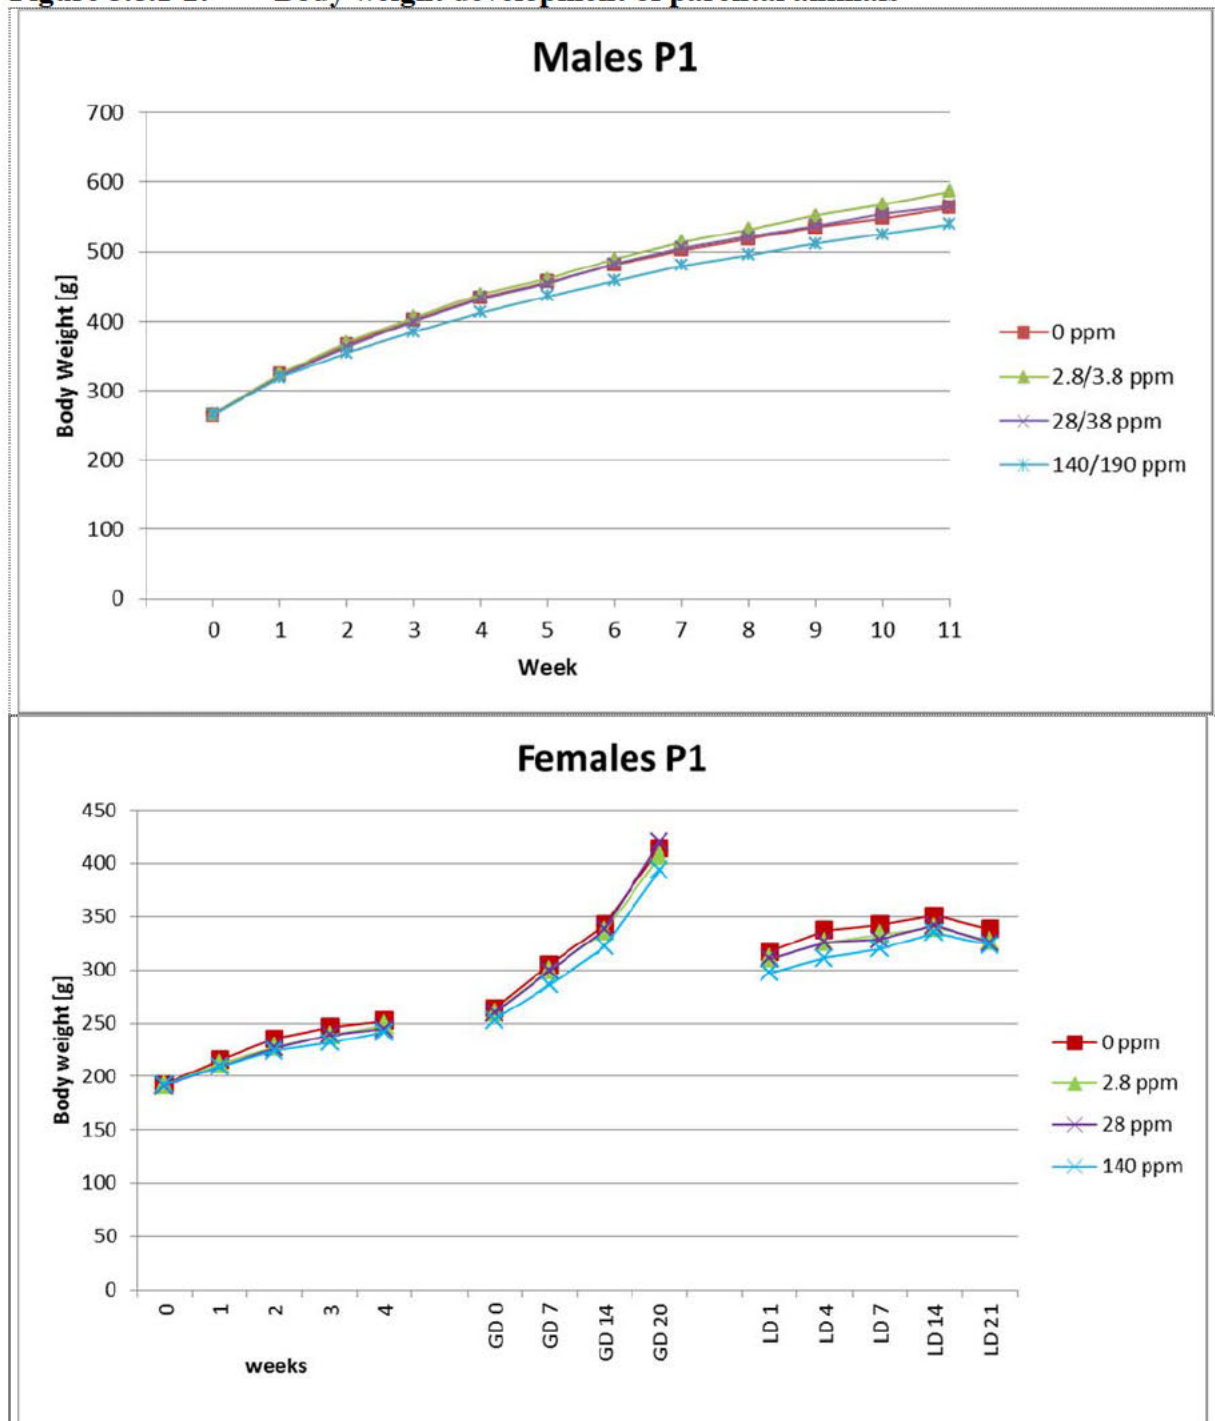 Males P1
700
600
500
400
300
200
100
0
Body Weight [g]
0 1 2 3 4 5 6 7 8 9 10 11
Week
0 ppm
2.8/3.8 ppm
28/38 ppm
140/190 ppm
Females P1
450
400
350
300
250
200
150
100
50
0
Body weight [g]
0 1 2 3 4 GD 0 GD 7 GD 14 GD 20 LD 1 LD 4 LD 7 LD 14 LD 21
weeks
0 ppm
2.8 ppm
28 ppm
140 ppm